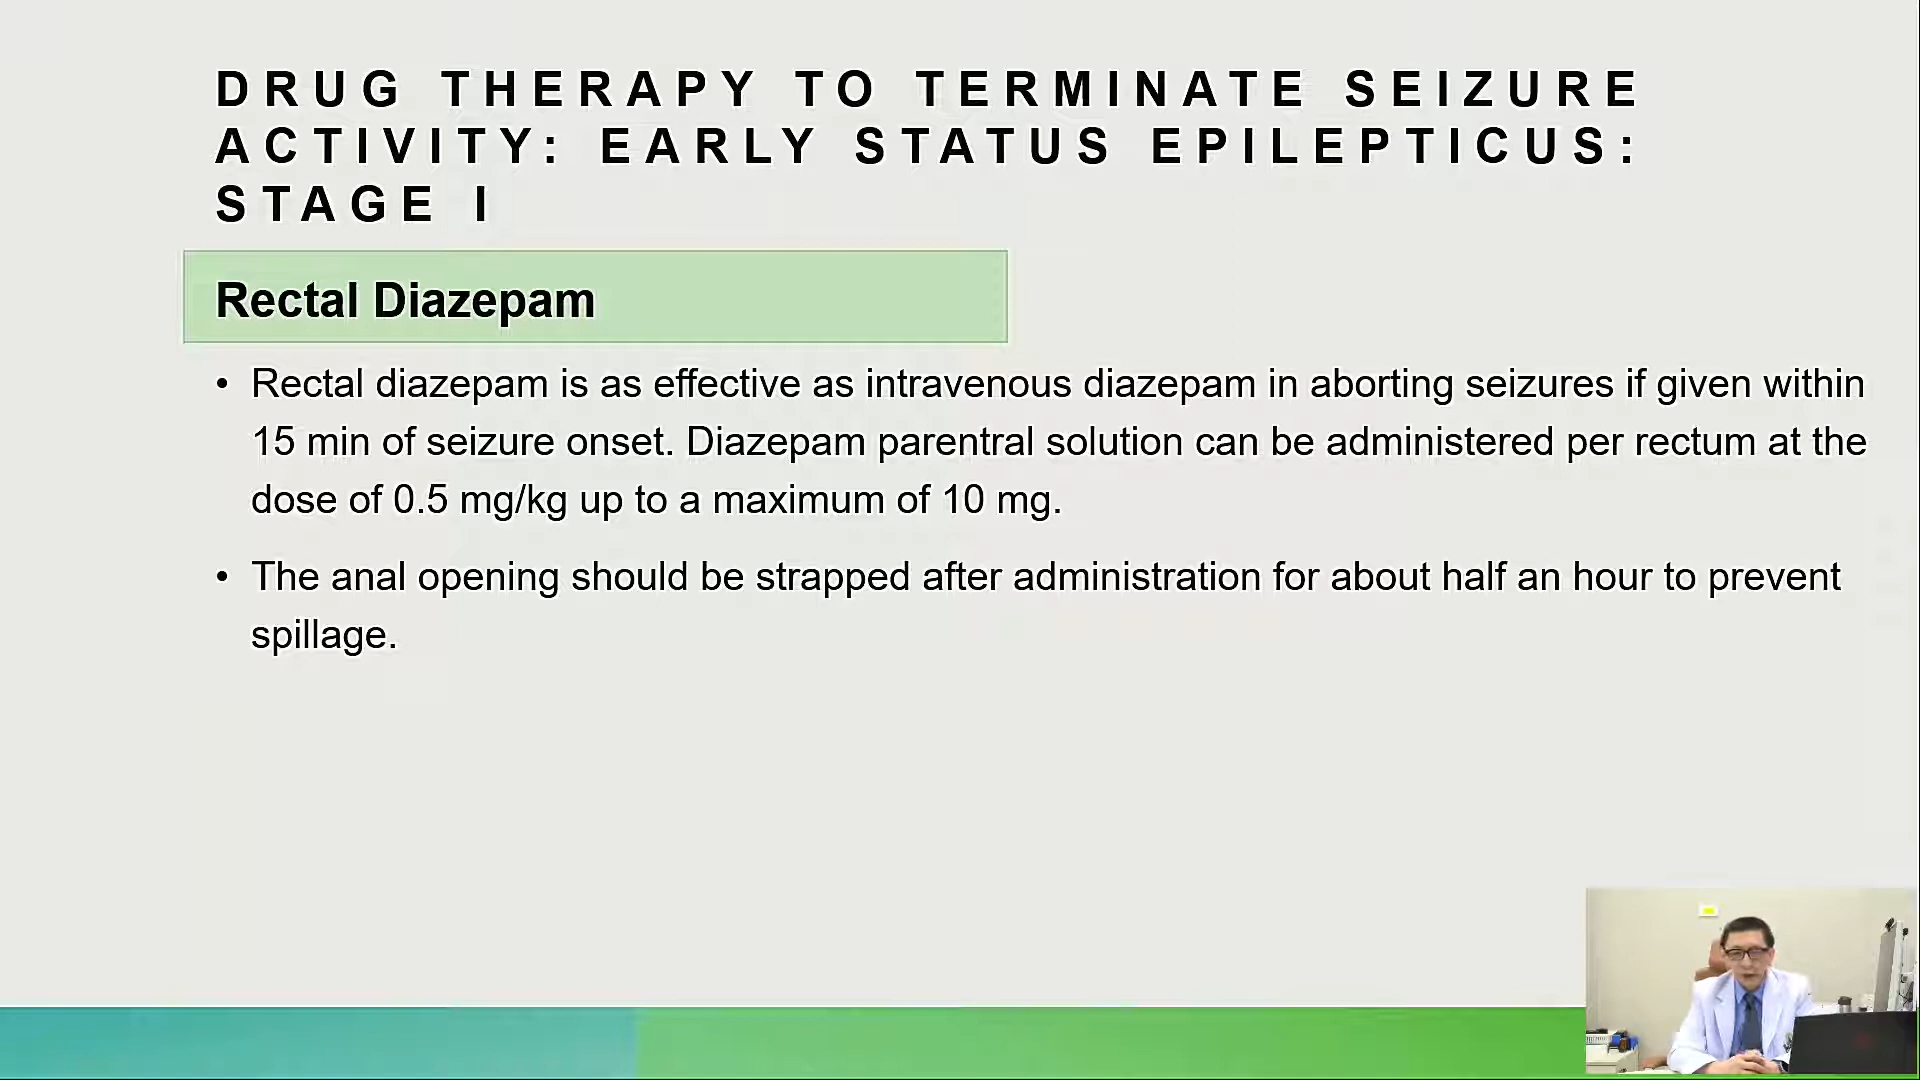 DRUG THERAPY TO TERMINATE SEIZURE
ACTIVITY: EARLY STATUS EPILEPTICUS:
STAGE I
Rectal Diazepam
• Rectal diazepam is as effective as intravenous diazepam in aborting seizures if given within
15 min of seizure onset. Diazepam parentral solution can be administered per rectum at the
dose of 0.5 mg/kg up to a maximum of 10 mg.
• The anal opening should be strapped after administration for about half an hour to prevent
spillage.